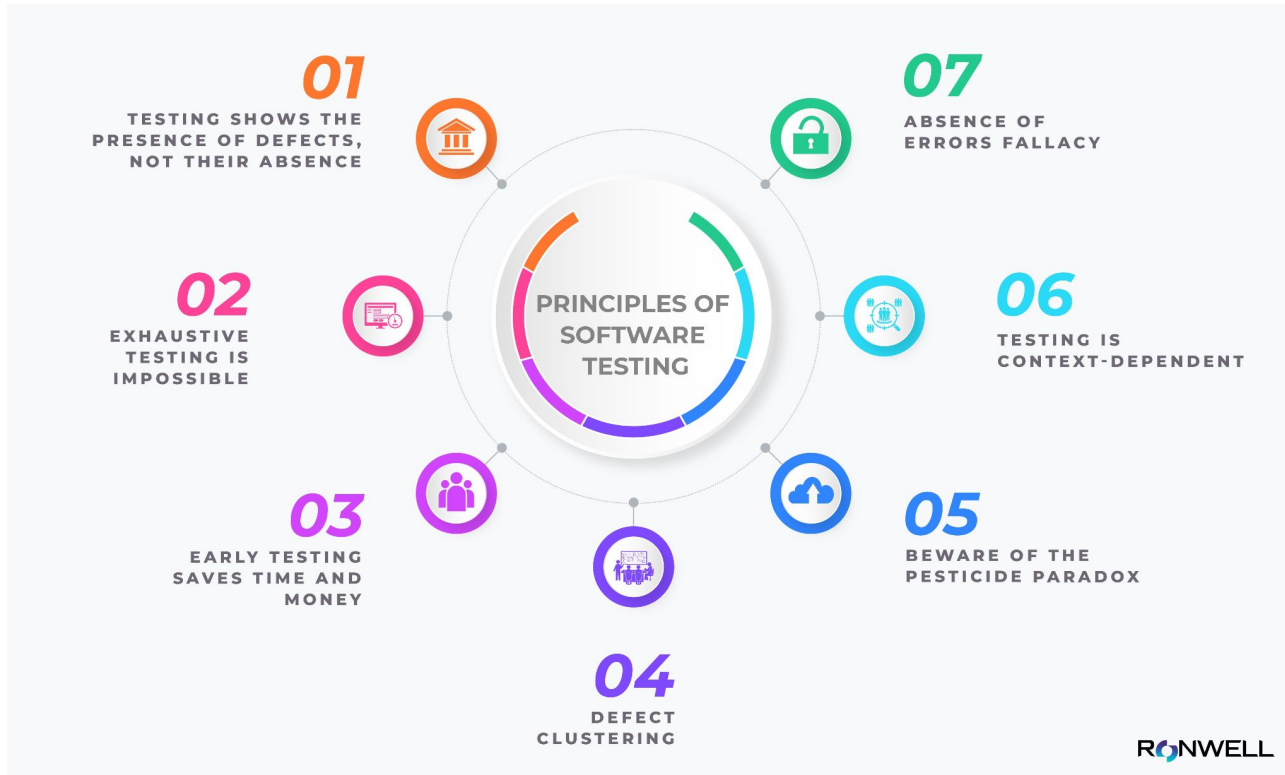 01
TESTING SHOWS THE
PRESENCE OF DEFECTS,
NOT THEIR ABSENCE
02
EXHAUSTIVE
TESTING IS
IMPOSSIBLE
03
EARLY TESTING
SAVES TIME AND
MONEY
04
DEFECT
CLUSTERING
05
BEWARE OF THE
PESTICIDE PARADOX
06
TESTING IS
CONTEXT-DEPENDENT
07
ABSENCE OF
ERRORS FALLACY
PRINCIPLES OF
SOFTWARE
TESTING
RONWELL